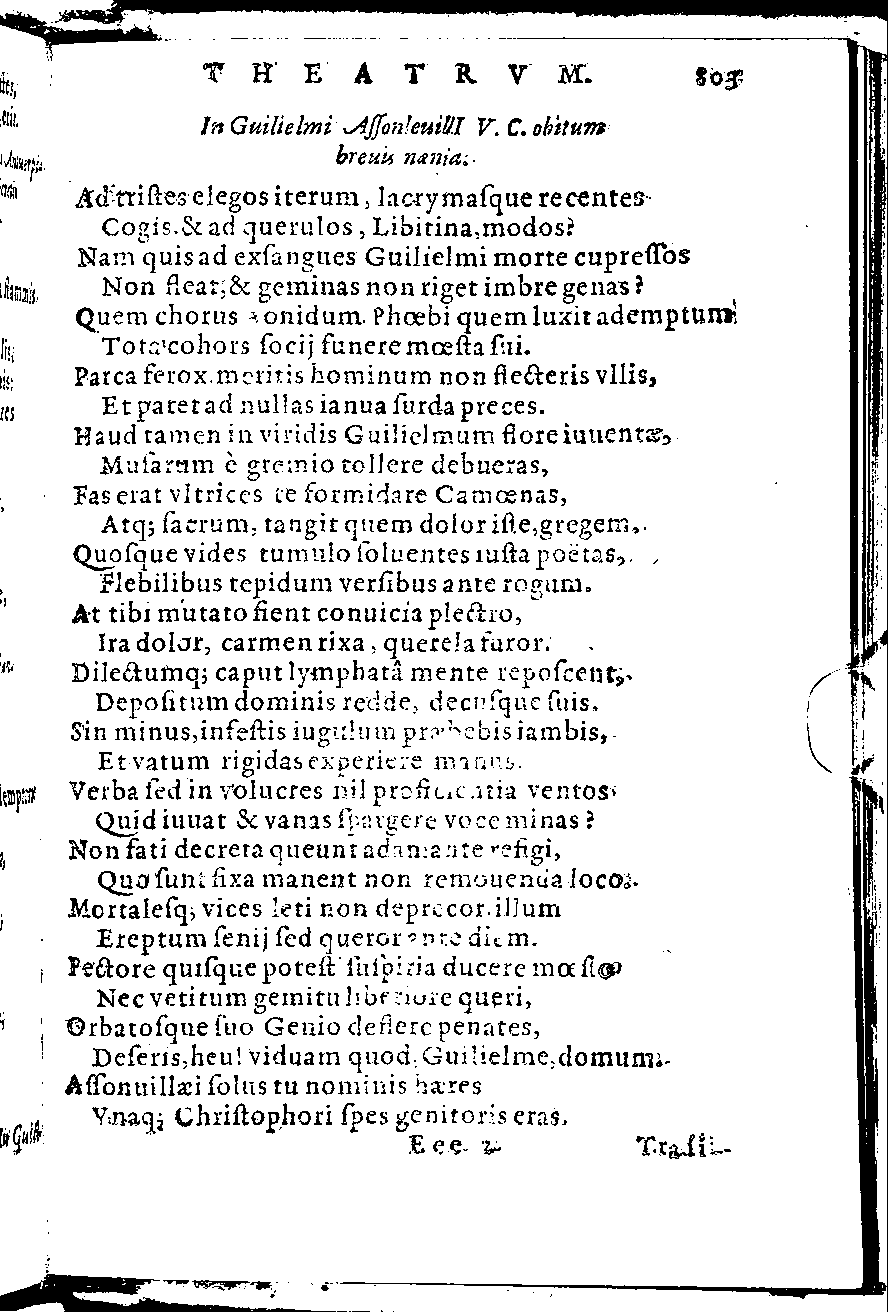 THEATRVM. 803
In Guilielmi Aſſonleuillî V. C. obitum
breuis nænia.
Ad triſtes elegos iterum, lacrymaſque recentes
Cogis. & ad querulos, Libitina, modos?
Nam quis ad exſangues Guilielmi morte cupreſſos
Non fleat; & geminas non riget imbre genas?
Quem chorus Aonidum. Phœbi quem luxit ademptum
Tota cohors ſocij funere mœſta ſui.
Parca ferox. meritis hominum non flecteris vllis,
Et patet ad nullas ianua ſurda preces.
Haud tamen in viridis Guilielmum flore iuuentæ,
Muſarum è gremio tollere debueras,
Fas erat vltrices te formidare Camœnas,
Atq; ſacrum, tangit quem dolor iſte, gregem.
Quoſque vides tumulo ſoluentes iuſta poëtas,
Flebilibus tepidum verſibus ante rogum.
At tibi mutato fient conuicia plectro,
Ira dolor, carmen rixa, querela furor.
Dilectumq; caput lymphatâ mente repoſcent,
Depoſitum dominis redde, decuſque ſuis.
Sin minus, infeſtis iugulum præbebis iambis,
Et vatum rigidas experiere manus.
Verba ſed in volucres nil proficientia ventos
Quid iuuat & vanas ſpargere voce minas?
Non fati decreta queunt adamante refigi,
Quo ſunt fixa manent non remouenda loco.
Mortaleſq; vices leti non deprecor. illum
Ereptum ſenij ſed queror ante diem.
Pectore quiſque poteſt ſuſpiria ducere mœſto
Nec vetitum gemitu liberiore queri,
Orbatoſque ſuo Genio deflere penates,
Deſeris, heu! viduam quod, Guilielme, domum.
Aſſonuillæi ſolus tu nominis hæres
Vnaq; Chriſtophori ſpes genitoris eras.
Eee 2 Traſi-